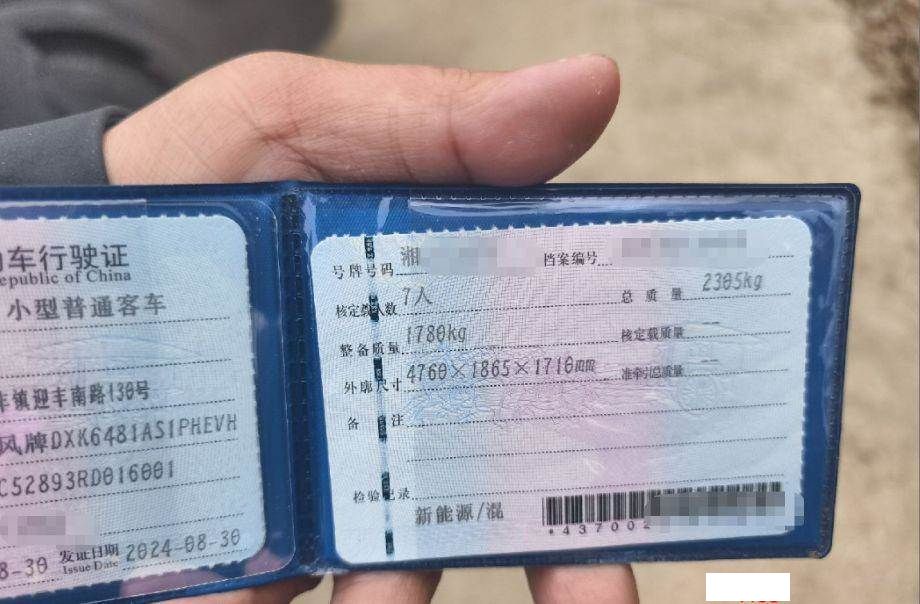 车行驶证
epublic of China
小型普通客车
镇迎丰南路130号
风牌DXK6481AS1PHEVH
C52893RD016001
8-30 发证日期 2024-08-30
Issue Date
号牌号码 湘 档案编号
核定载人数 7人 总质量 2305kg
整备质量 1780kg 核定载质量 --
外廓尺寸 4760×1865×1710mm 准牵引总质量 --
备注
检验记录
新能源/混
*437002